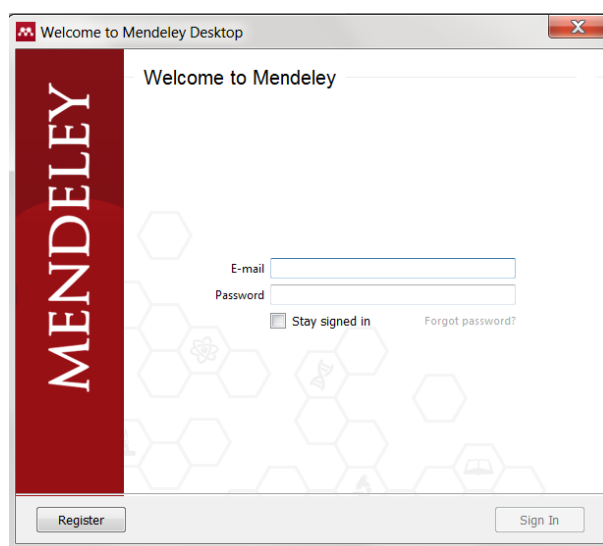 Welcome to Mendeley Desktop
MENDELEY
Welcome to Mendeley
E-mail
Password
Stay signed in
Forgot password?
Register
Sign In